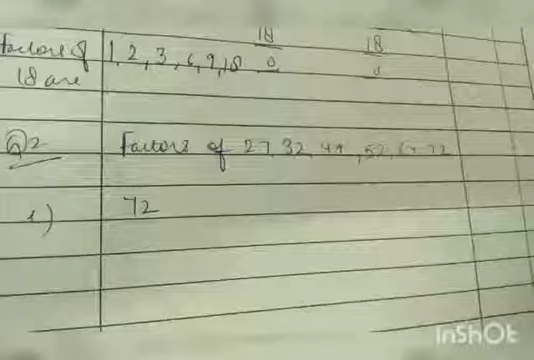 18 18
Factors of 1, 2, 3, 6, 9, 18 0 0
18 are
Q2 Factors of 27, 32, 44, 52, 64, 72
1) 72
InShOt